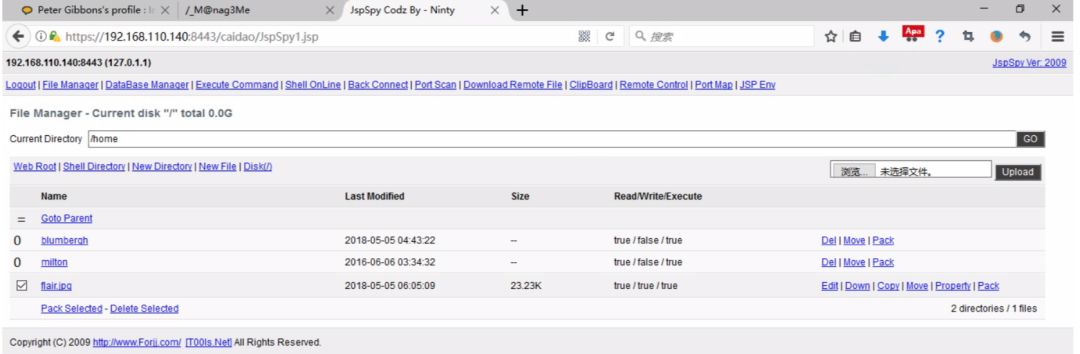 Peter Gibbons's profile : I
/_M@nag3Me
JspSpy Codz By - Ninty
https://192.168.110.140:8443/caidao/JspSpy1.jsp
搜索
Apa
192.168.110.140:8443 (127.0.1.1)
JspSpy Ver: 2009
Logout | File Manager | DataBase Manager | Execute Command | Shell OnLine | Back Connect | Port Scan | Download Remote File | ClipBoard | Remote Control | Port Map | JSP Env
File Manager - Current disk "/" total 0.0G
Current Directory /home GO
Web Root | Shell Directory | New Directory | New File | Disk(/)
浏览... 未选择文件。 Upload
Name Last Modified Size Read/Write/Execute
= Goto Parent
0 blumbergh 2018-05-05 04:43:22 -- true / false / true Del | Move | Pack
0 milton 2016-06-06 03:34:32 -- true / false / true Del | Move | Pack
flair.jpg 2018-05-05 06:05:09 23.23K true / true / true Edit | Down | Copy | Move | Property | Pack
Pack Selected - Delete Selected 2 directories / 1 files
Copyright (C) 2009 http://www.Forjj.com/ [T00ls.Net] All Rights Reserved.